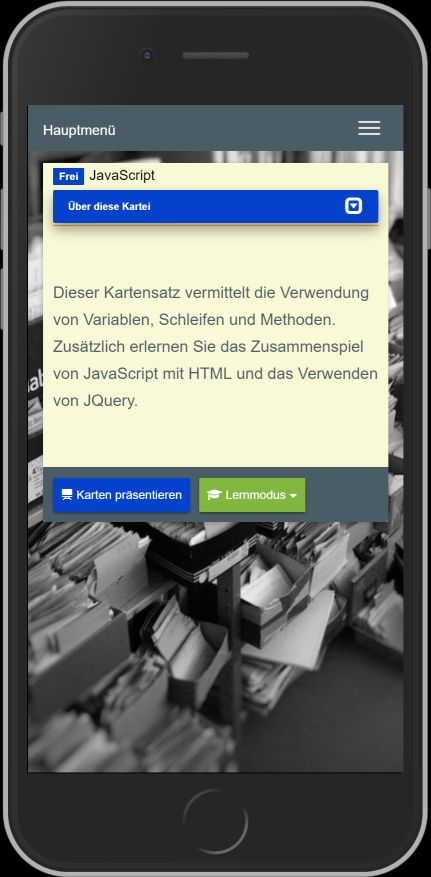 Hauptmenü
Frei JavaScript
Über diese Kartei
Dieser Kartensatz vermittelt die Verwendung
von Variablen, Schleifen und Methoden.
Zusätzlich erlernen Sie das Zusammenspiel
von JavaScript mit HTML und das Verwenden
von JQuery.
Karten präsentieren Lernmodus